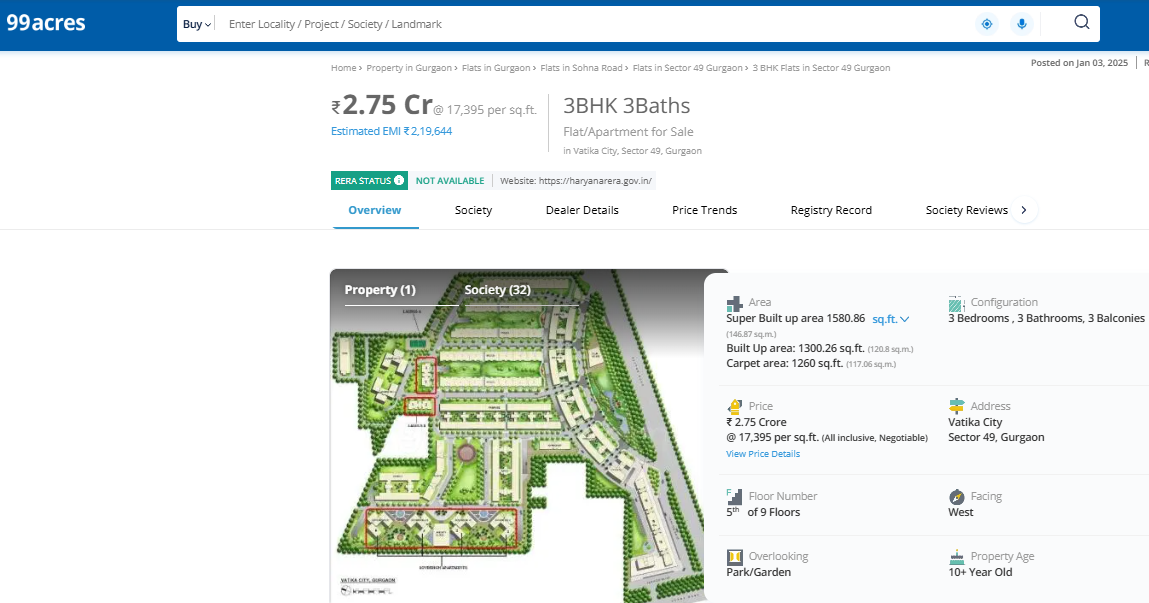 99acres
Buy
Enter Locality / Project / Society / Landmark
Home › Property in Gurgaon › Flats in Gurgaon › Flats in Sohna Road › Flats in Sector 49 Gurgaon › 3 BHK Flats in Sector 49 Gurgaon
Posted on Jan 03, 2025 | R
₹2.75 Cr @ 17,395 per sq.ft.
Estimated EMI ₹2,19,644
3BHK 3Baths
Flat/Apartment for Sale
in Vatika City, Sector 49, Gurgaon
RERA STATUS NOT AVAILABLE Website: https://haryanarera.gov.in/
Overview Society Dealer Details Price Trends Registry Record Society Reviews
Property (1) Society (32)
VATIKA CITY, GURGAON
Area
Super Built up area 1580.86 sq.ft.
(146.87 sq.m.)
Built Up area: 1300.26 sq.ft. (120.8 sq.m.)
Carpet area: 1260 sq.ft. (117.06 sq.m.)
Configuration
3 Bedrooms , 3 Bathrooms, 3 Balconies
Price
₹ 2.75 Crore
@ 17,395 per sq.ft. (All inclusive, Negotiable)
View Price Details
Address
Vatika City
Sector 49, Gurgaon
Floor Number
5th of 9 Floors
Facing
West
Overlooking
Park/Garden
Property Age
10+ Year Old